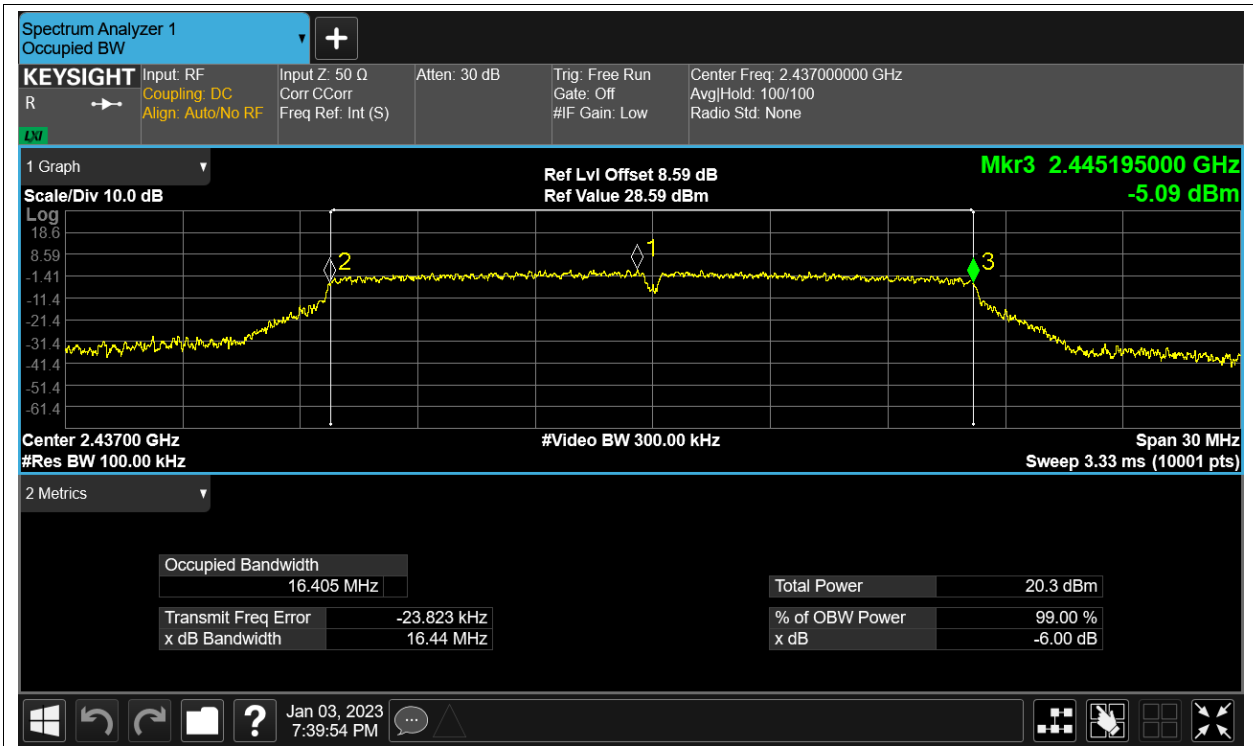 Spectrum Analyzer 1
Occupied BW
KEYSIGHT Input: RF Input Z: 50 Ω Atten: 30 dB Trig: Free Run Center Freq: 2.437000000 GHz
R Coupling: DC Corr CCorr Gate: Off Avg|Hold: 100/100
Align: Auto/No RF Freq Ref: Int (S) #IF Gain: Low Radio Std: None
LXI
1 Graph Ref Lvl Offset 8.59 dB Mkr3 2.445195000 GHz
Scale/Div 10.0 dB Ref Value 28.59 dBm -5.09 dBm
Log
18.6
8.59
-1.41
-11.4
-21.4
-31.4
-41.4
-51.4
-61.4
2
1
3
Center 2.43700 GHz #Video BW 300.00 kHz Span 30 MHz
#Res BW 100.00 kHz Sweep 3.33 ms (10001 pts)
2 Metrics
Occupied Bandwidth
16.405 MHz Total Power 20.3 dBm
Transmit Freq Error -23.823 kHz % of OBW Power 99.00 %
x dB Bandwidth 16.44 MHz x dB -6.00 dB
? Jan 03, 2023
7:39:54 PM